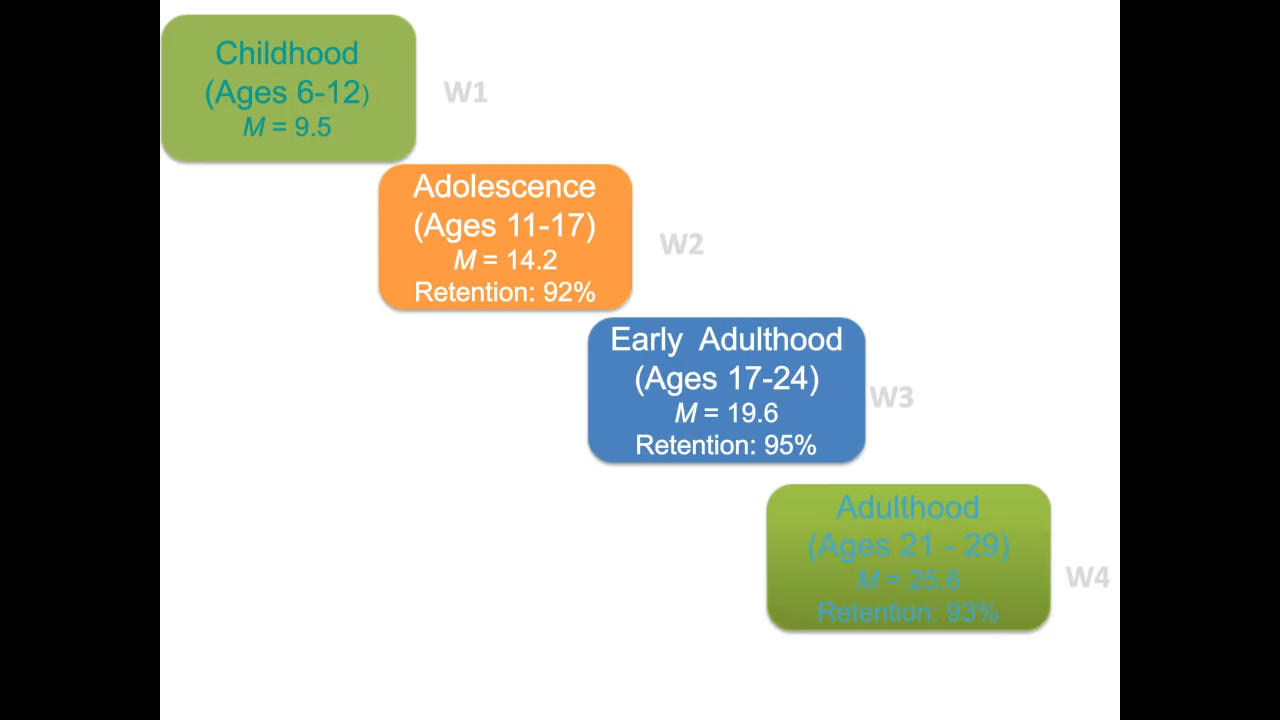 Childhood
(Ages 6-12)
M = 9.5
W1
Adolescence
(Ages 11-17)
M = 14.2
Retention: 92%
W2
Early Adulthood
(Ages 17-24)
M = 19.6
Retention: 95%
W3
Adulthood
(Ages 21 - 29)
M = 25.6
Retention: 93%
W4